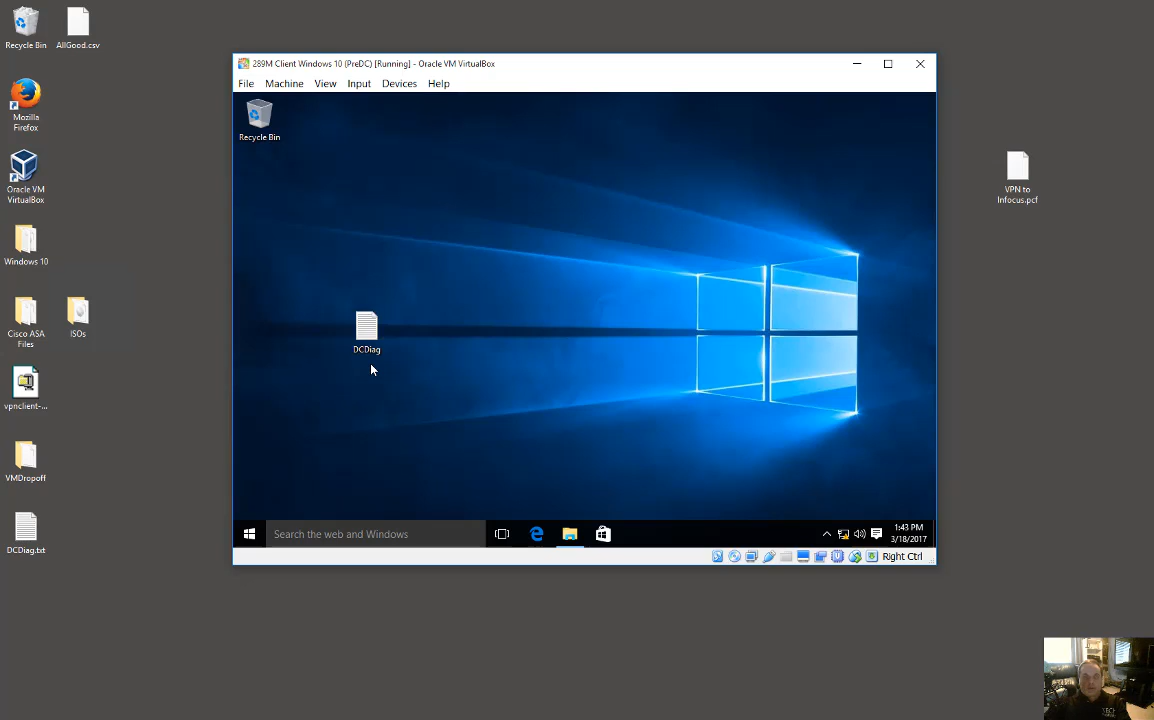 Recycle Bin
AllGood.csv
Mozilla
Firefox
Oracle VM
VirtualBox
Windows 10
Cisco ASA
Files
ISOs
vpnclient-...
VMDropoff
DCDiag.txt
289M Client Windows 10 (PreDC) [Running] - Oracle VM VirtualBox
File Machine View Input Devices Help
Recycle Bin
DCDiag
Search the web and Windows
1:43 PM
3/18/2017
Right Ctrl
VPN to
Infocus.pcf